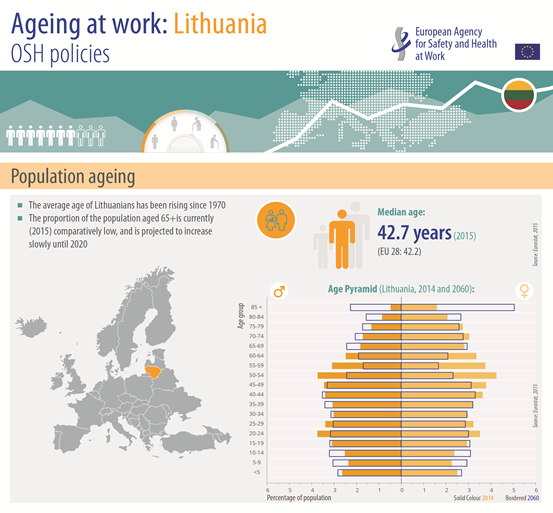 Ageing at work: Lithuania
OSH policies
European Agency
for Safety and Health
at Work
Population ageing
The average age of Lithuanians has been rising since 1970
The proportion of the population aged 65+is currently
(2015) comparatively low, and is projected to increase
slowly until 2020
Median age:
42.7 years (2015)
(EU 28: 42.2)
Source: Eurostat, 2015
Age Pyramid (Lithuania, 2014 and 2060):
Age group
85 +
80-84
75-79
70-74
65-69
60-64
55-59
50-54
45-49
40-44
35-39
30-34
25-29
20-24
15-19
10-14
5-9
<5
6 5 4 3 2 1 0 1 2 3 4 5 6
Percentage of population
Solid Colour 2014
Bordered 2060
Source: Eurostat, 2015